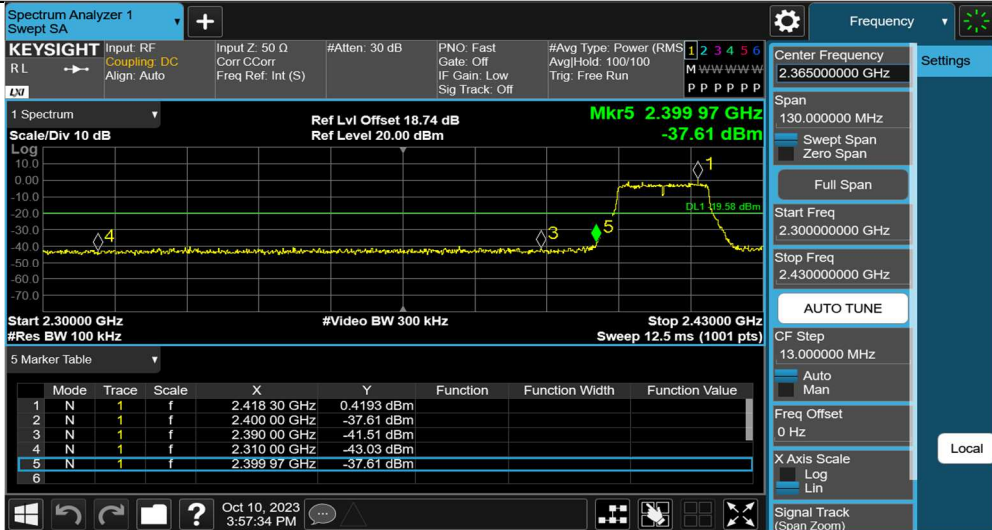 Spectrum Analyzer 1
Swept SA
+
Frequency
KEYSIGHT
RL
LXI
Input: RF
Coupling: DC
Align: Auto
Input Z: 50 Ω
Corr CCorr
Freq Ref: Int (S)
#Atten: 30 dB
PNO: Fast
Gate: Off
IF Gain: Low
Sig Track: Off
#Avg Type: Power (RMS
Avg|Hold: 100/100
Trig: Free Run
1 2 3 4 5 6
M W W W W W
P P P P P P
1 Spectrum
Scale/Div 10 dB
Ref Lvl Offset 18.74 dB
Ref Level 20.00 dBm
Mkr5 2.399 97 GHz
-37.61 dBm
Log
10.0
0.00
-10.0
-20.0
-30.0
-40.0
-50.0
-60.0
-70.0
1
DL1 -19.58 dBm
5
3
4
Start 2.30000 GHz
#Res BW 100 kHz
#Video BW 300 kHz
Stop 2.43000 GHz
Sweep 12.5 ms (1001 pts)
5 Marker Table
Mode Trace Scale X Y Function Function Width Function Value
1 N 1 f 2.418 30 GHz 0.4193 dBm
2 N 1 f 2.400 00 GHz -37.61 dBm
3 N 1 f 2.390 00 GHz -41.51 dBm
4 N 1 f 2.310 00 GHz -43.03 dBm
5 N 1 f 2.399 97 GHz -37.61 dBm
6
Center Frequency
2.365000000 GHz
Span
130.000000 MHz
Swept Span
Zero Span
Full Span
Start Freq
2.300000000 GHz
Stop Freq
2.430000000 GHz
AUTO TUNE
CF Step
13.000000 MHz
Auto
Man
Freq Offset
0 Hz
X Axis Scale
Log
Lin
Signal Track
(Span Zoom)
Settings
Local
?
Oct 10, 2023
3:57:34 PM